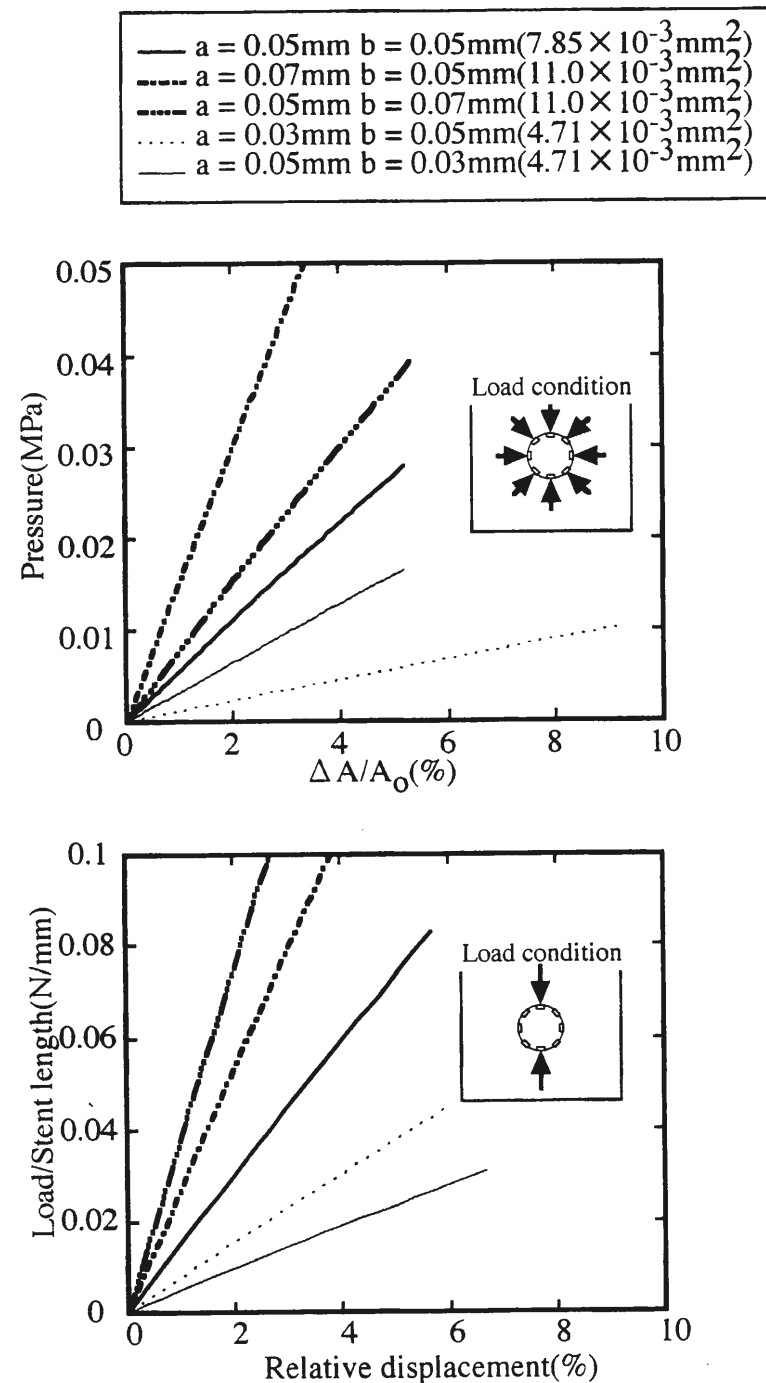 a = 0.05mm b = 0.05mm(7.85×10⁻³mm²)
a = 0.07mm b = 0.05mm(11.0×10⁻³mm²)
a = 0.05mm b = 0.07mm(11.0×10⁻³mm²)
a = 0.03mm b = 0.05mm(4.71×10⁻³mm²)
a = 0.05mm b = 0.03mm(4.71×10⁻³mm²)
Pressure(MPa)
0.05
0.04
0.03
0.02
0.01
0
Load condition
0 2 4 6 8 10
ΔA/A₀(%)
Load/Stent length(N/mm)
0.1
0.08
0.06
0.04
0.02
0
Load condition
0 2 4 6 8 10
Relative displacement(%)